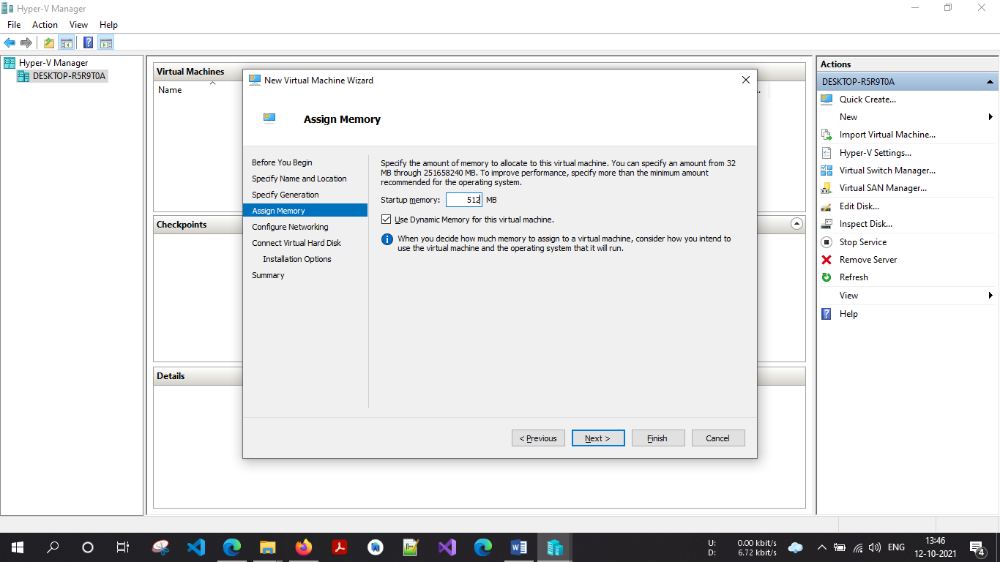 Hyper-V Manager
File Action View Help
Hyper-V Manager
DESKTOP-R5R9T0A
Virtual Machines
Name
New Virtual Machine Wizard
Assign Memory
Before You Begin
Specify Name and Location
Specify Generation
Assign Memory
Configure Networking
Connect Virtual Hard Disk
Installation Options
Summary
Specify the amount of memory to allocate to this virtual machine. You can specify an amount from 32
MB through 251658240 MB. To improve performance, specify more than the minimum amount
recommended for the operating system.
Startup memory: 512 MB
Use Dynamic Memory for this virtual machine.
When you decide how much memory to assign to a virtual machine, consider how you intend to
use the virtual machine and the operating system that it will run.
< Previous Next > Finish Cancel
Checkpoints
Details
Actions
DESKTOP-R5R9T0A
Quick Create...
New
Import Virtual Machine...
Hyper-V Settings...
Virtual Switch Manager...
Virtual SAN Manager...
Edit Disk...
Inspect Disk...
Stop Service
Remove Server
Refresh
View
Help
U: 0.00 kbit/s
D: 6.72 kbit/s
ENG
13:46
12-10-2021
4